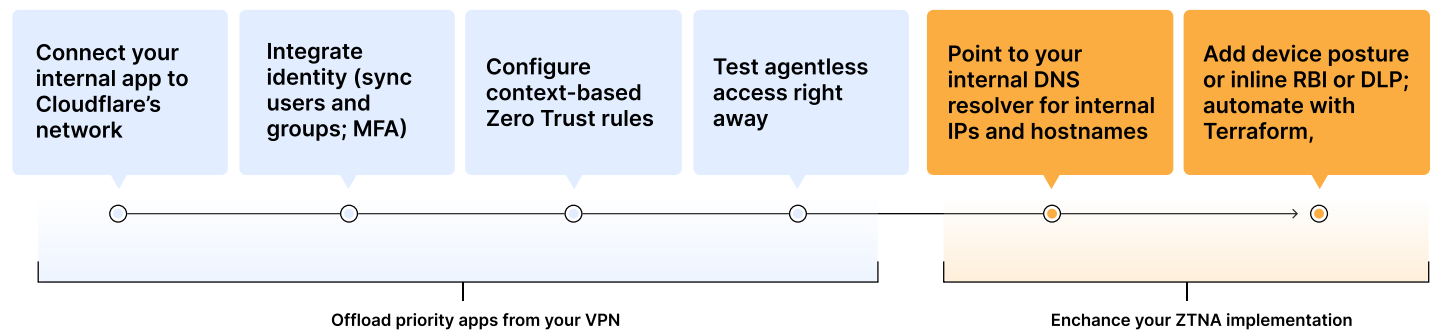 Connect your
internal app to
Cloudflare's
network
Integrate
identity (sync
users and
groups; MFA)
Configure
context-based
Zero Trust rules
Test agentless
access right
away
Point to your
internal DNS
resolver for internal
IPs and hostnames
Add device posture
or inline RBI or DLP;
automate with
Terraform,
Offload priority apps from your VPN
Enchance your ZTNA implementation